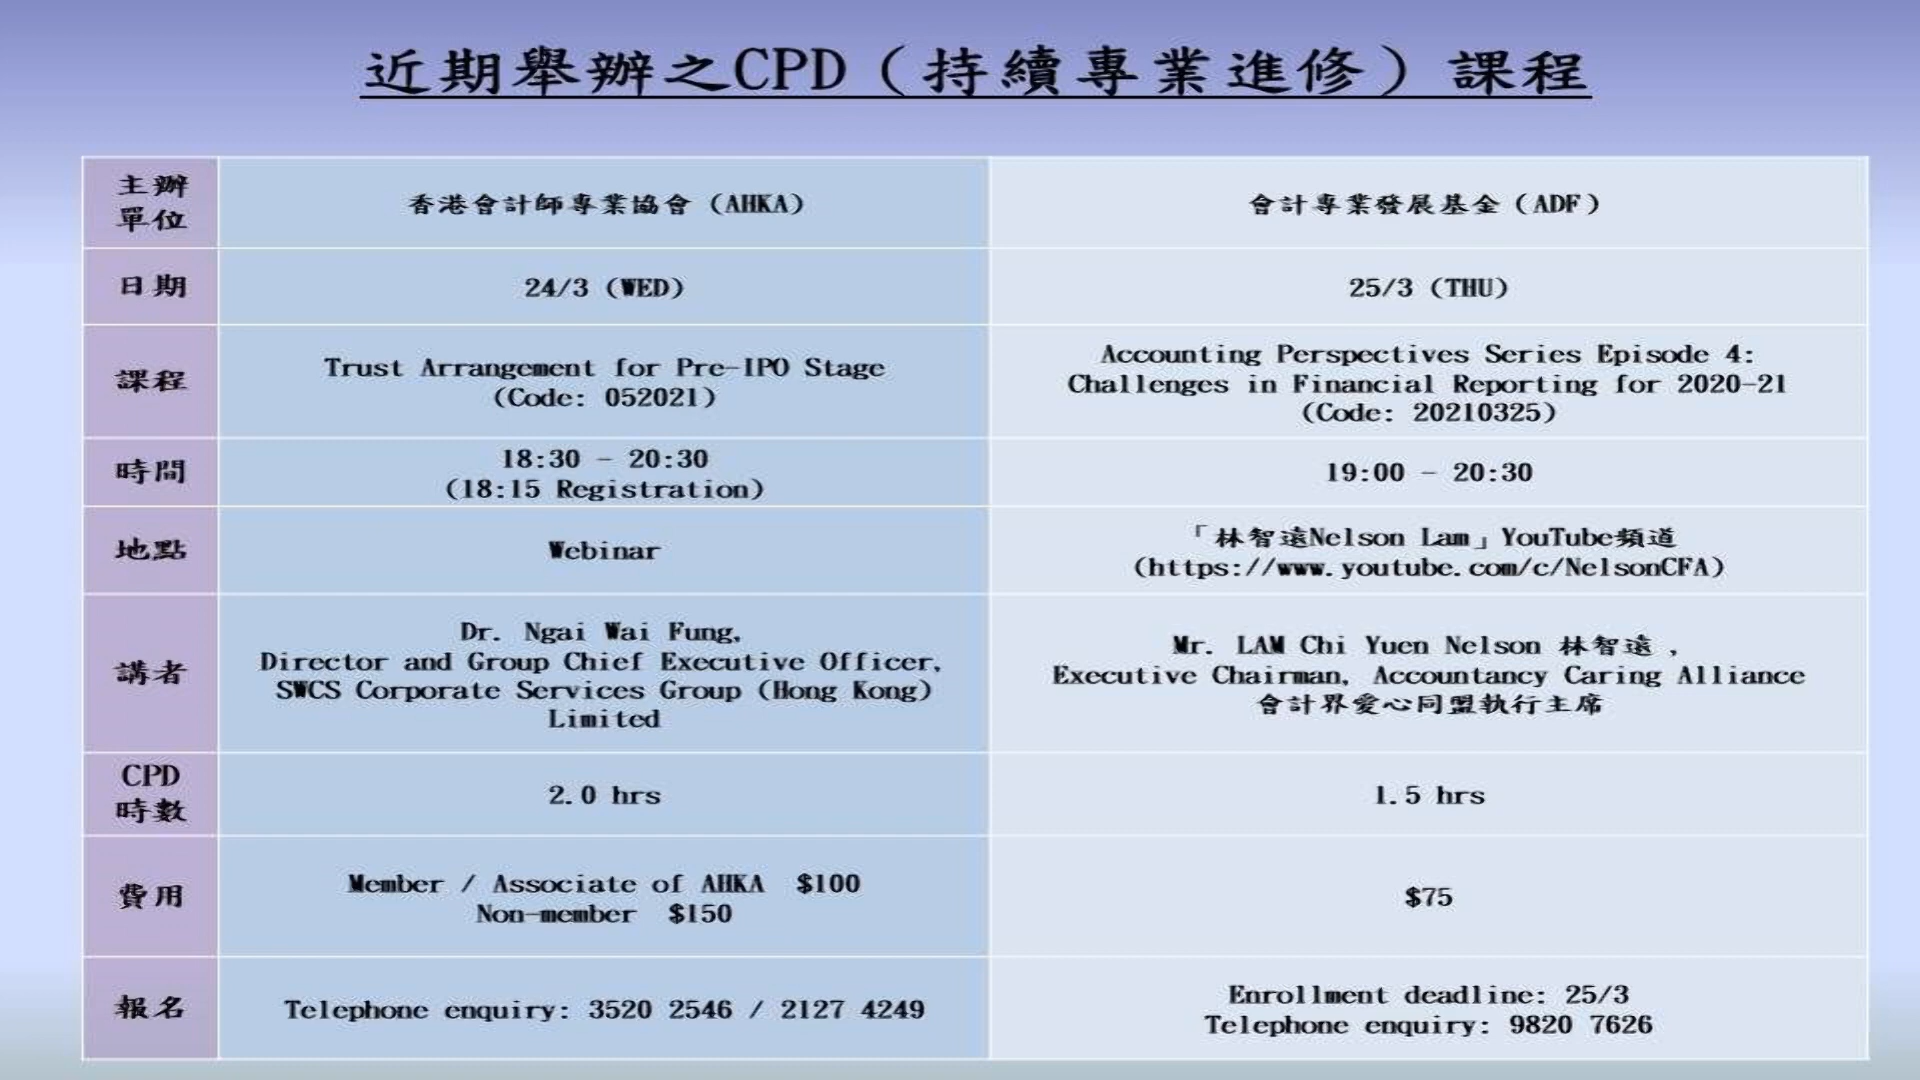 近期舉辦之CPD（持續專業進修）課程
主辦
單位
香港會計師專業協會（AHKA）
會計專業發展基金（ADF）
日期
24/3 (WED)
25/3 (THU)
課程
Trust Arrangement for Pre-IPO Stage
(Code: 052021)
Accounting Perspectives Series Episode 4:
Challenges in Financial Reporting for 2020-21
(Code: 20210325)
時間
18:30 - 20:30
(18:15 Registration)
19:00 - 20:30
地點
Webinar
「林智遠Nelson Lam」YouTube頻道
(https://www.youtube.com/c/NelsonCFA)
講者
Dr. Ngai Wai Fung,
Director and Group Chief Executive Officer,
SWCS Corporate Services Group (Hong Kong)
Limited
Mr. LAM Chi Yuen Nelson 林智遠 ,
Executive Chairman, Accountancy Caring Alliance
會計界愛心同盟執行主席
CPD
時數
2.0 hrs
1.5 hrs
費用
Member / Associate of AHKA $100
Non-member $150
$75
報名
Telephone enquiry: 3520 2546 / 2127 4249
Enrollment deadline: 25/3
Telephone enquiry: 9820 7626